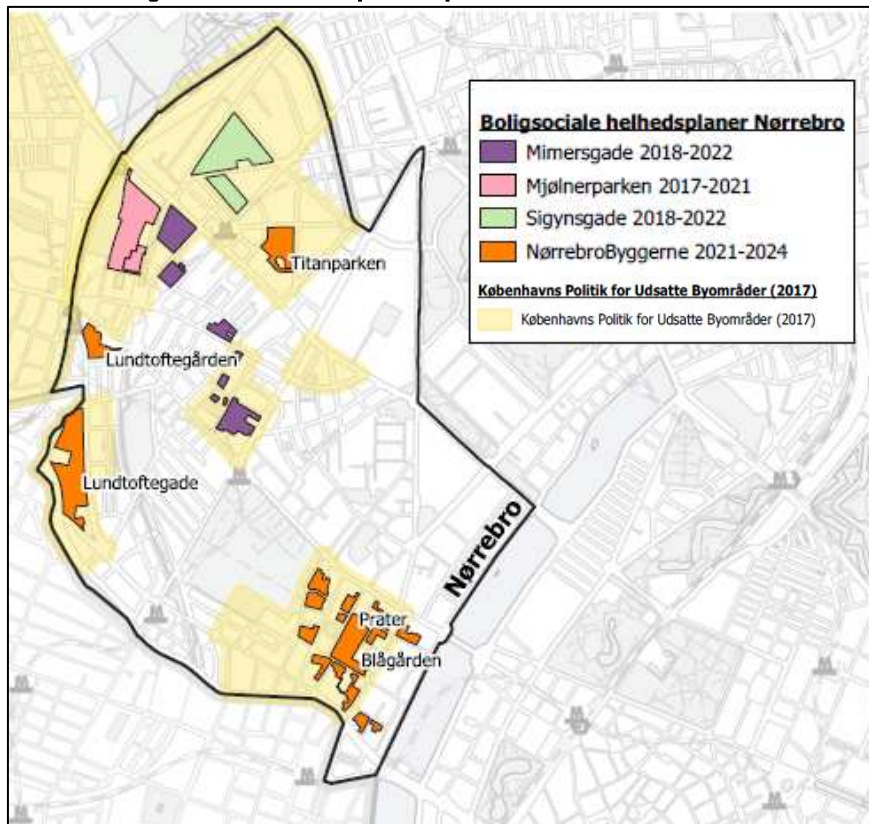 Boligsociale helhedsplaner Nørrebro
Mimersgade 2018-2022
Mjølnerparken 2017-2021
Sigynsgade 2018-2022
NørrebroByggerne 2021-2024
Københavns Politik for Udsatte Byområder (2017)
Københavns Politik for Udsatte Byområder (2017)
Titanparken
Lundtoftegården
Lundtoftegade
Nørrebro
Prater
Blågården